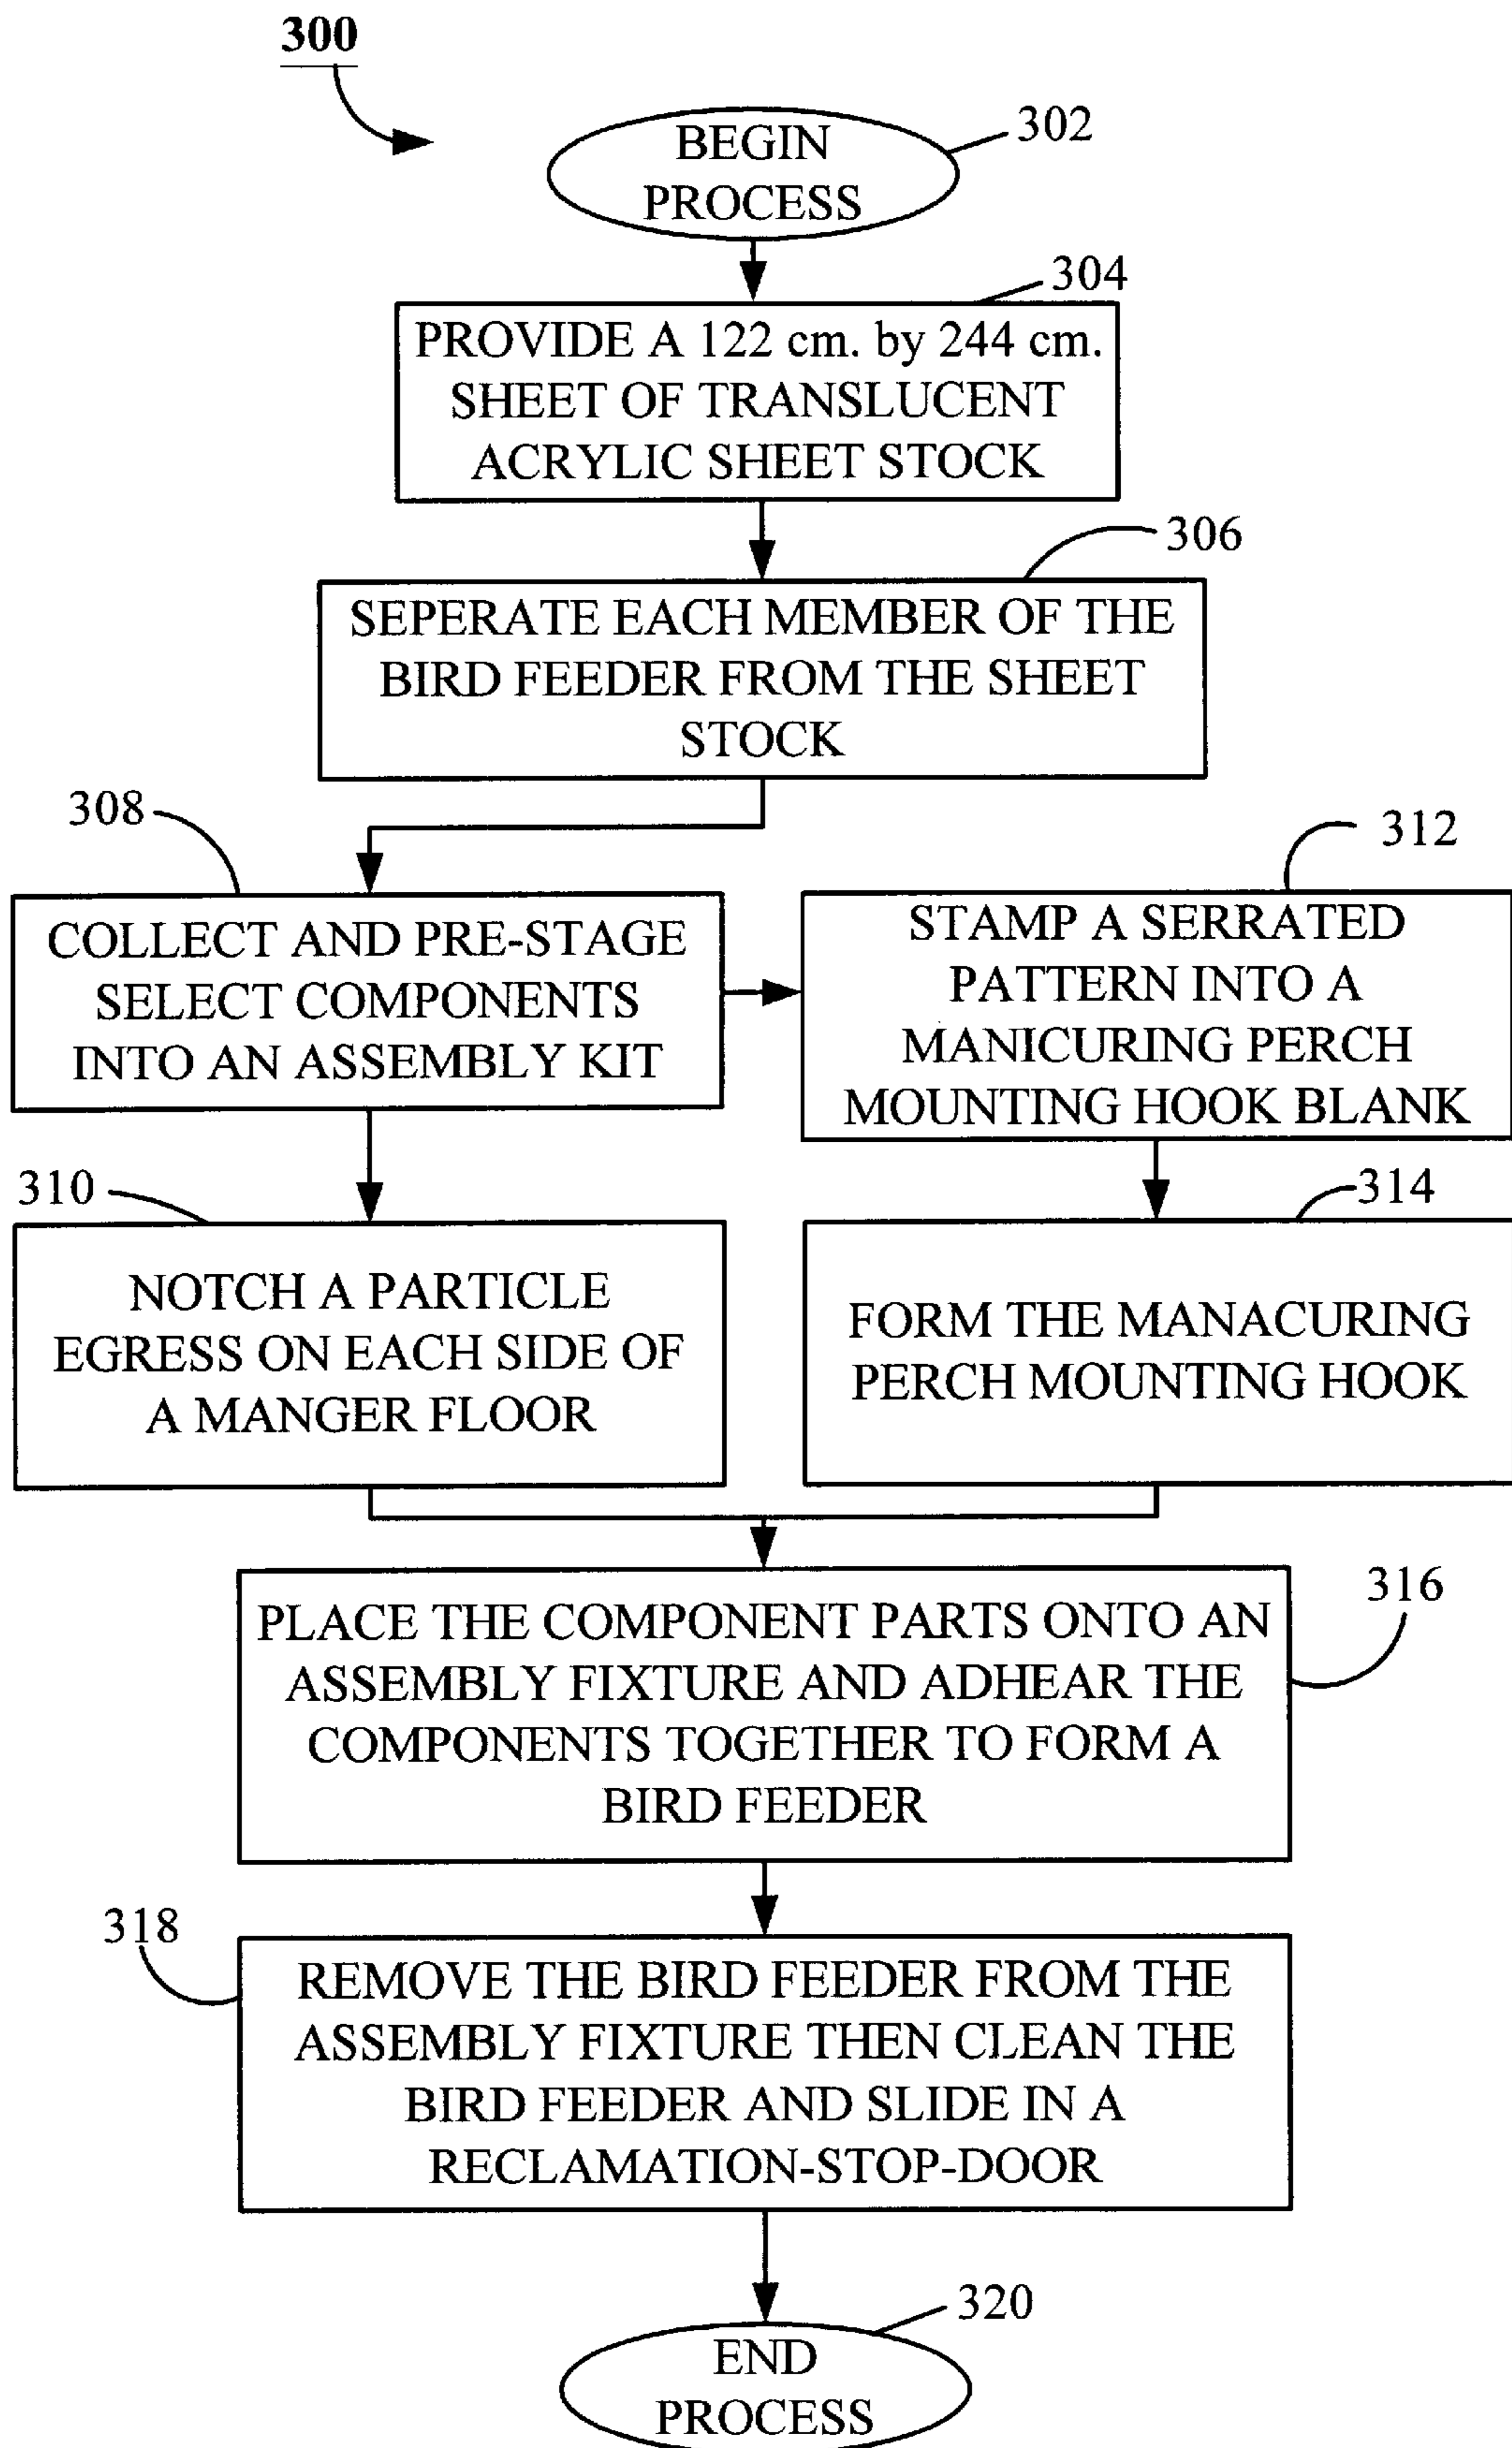 300
302
BEGIN
PROCESS
304
PROVIDE A 122 cm. by 244 cm.
SHEET OF TRANSLUCENT
ACRYLIC SHEET STOCK
306
SEPERATE EACH MEMBER OF THE
BIRD FEEDER FROM THE SHEET
STOCK
308
COLLECT AND PRE-STAGE
SELECT COMPONENTS
INTO AN ASSEMBLY KIT
312
STAMP A SERRATED
PATTERN INTO A
MANICURING PERCH
MOUNTING HOOK BLANK
310
NOTCH A PARTICLE
EGRESS ON EACH SIDE OF
A MANGER FLOOR
314
FORM THE MANACURING
PERCH MOUNTING HOOK
316
PLACE THE COMPONENT PARTS ONTO AN
ASSEMBLY FIXTURE AND ADHEAR THE
COMPONENTS TOGETHER TO FORM A
BIRD FEEDER
318
REMOVE THE BIRD FEEDER FROM THE
ASSEMBLY FIXTURE THEN CLEAN THE
BIRD FEEDER AND SLIDE IN A
RECLAMATION-STOP-DOOR
320
END
PROCESS